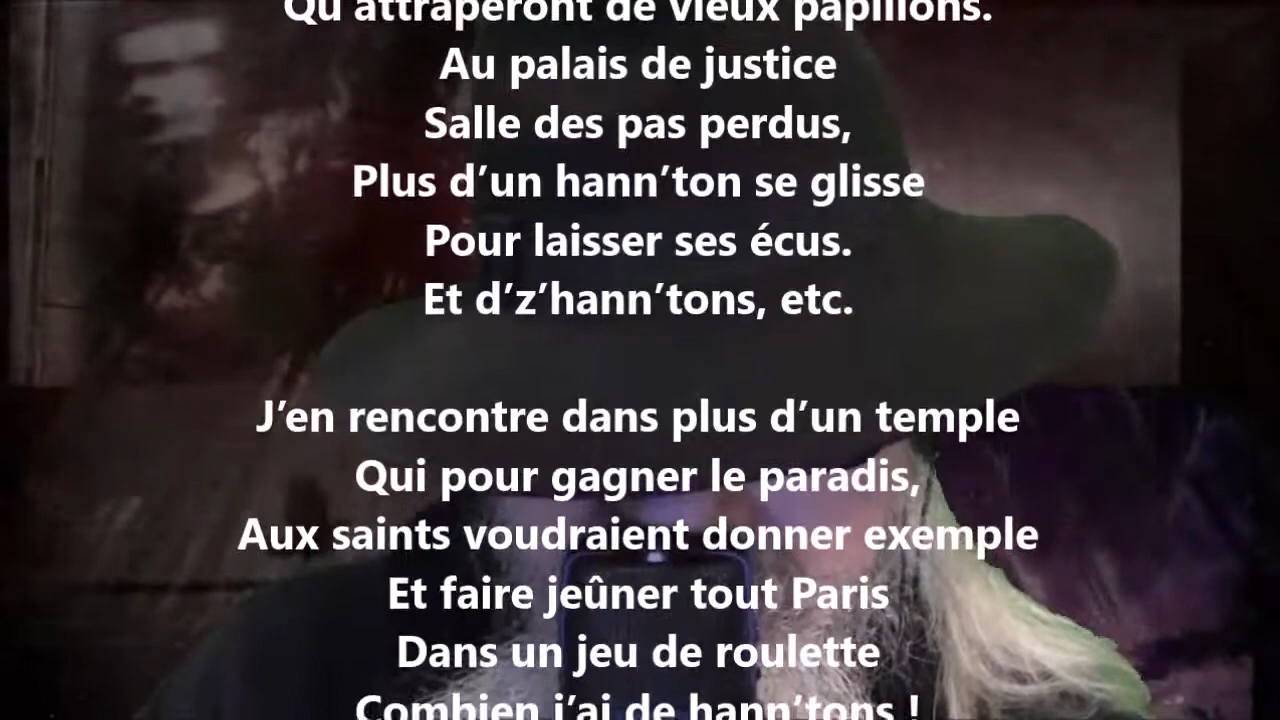 Qu'attraperont de vieux papillons.
Au palais de justice
Salle des pas perdus,
Plus d’un hann’ton se glisse
Pour laisser ses écus.
Et d’z’hann’tons, etc.
J’en rencontre dans plus d’un temple
Qui pour gagner le paradis,
Aux saints voudraient donner exemple
Et faire jeûner tout Paris
Dans un jeu de roulette
Combien j’ai de hann’tons !